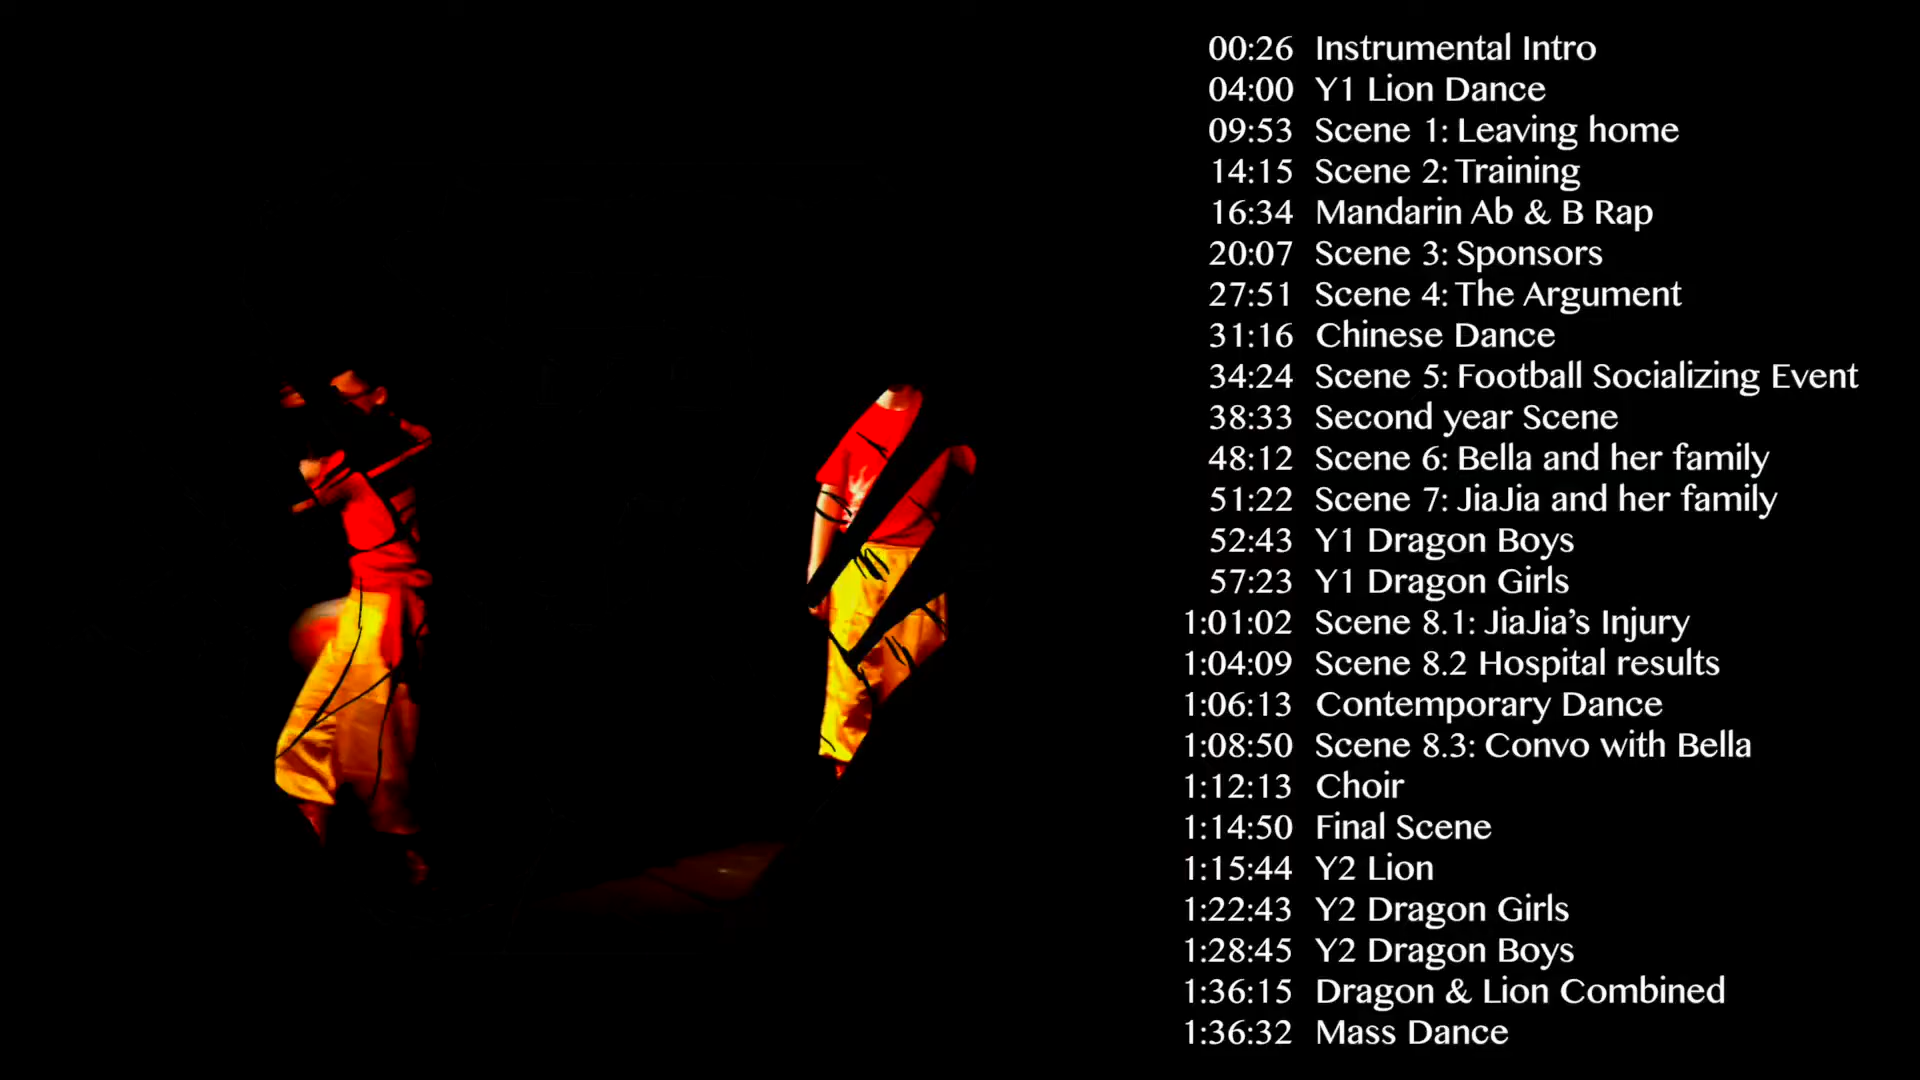 00:26 Instrumental Intro
04:00 Y1 Lion Dance
09:53 Scene 1: Leaving home
14:15 Scene 2: Training
16:34 Mandarin Ab & B Rap
20:07 Scene 3: Sponsors
27:51 Scene 4: The Argument
31:16 Chinese Dance
34:24 Scene 5: Football Socializing Event
38:33 Second year Scene
48:12 Scene 6: Bella and her family
51:22 Scene 7: JiaJia and her family
52:43 Y1 Dragon Boys
57:23 Y1 Dragon Girls
1:01:02 Scene 8.1: JiaJia’s Injury
1:04:09 Scene 8.2 Hospital results
1:06:13 Contemporary Dance
1:08:50 Scene 8.3: Convo with Bella
1:12:13 Choir
1:14:50 Final Scene
1:15:44 Y2 Lion
1:22:43 Y2 Dragon Girls
1:28:45 Y2 Dragon Boys
1:36:15 Dragon & Lion Combined
1:36:32 Mass Dance